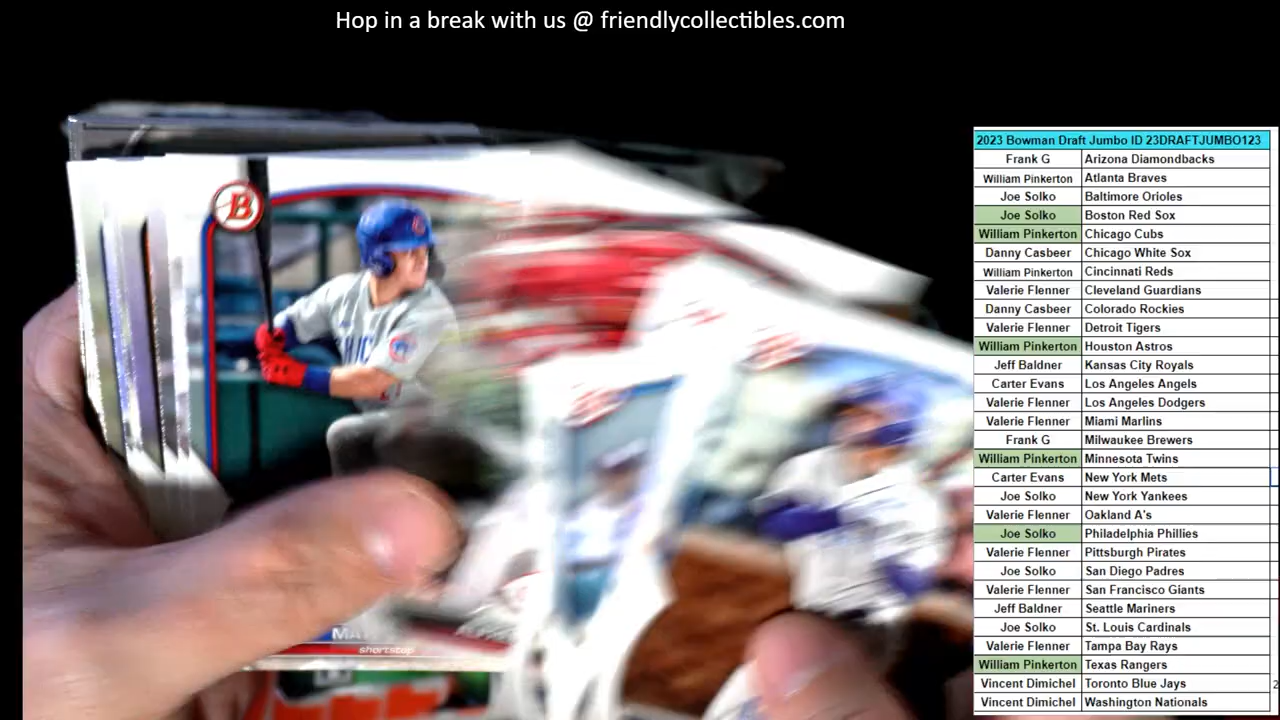 Hop in a break with us @ friendlycollectibles.com
2023 Bowman Draft Jumbo ID 23DRAFTJUMBO123
Frank G Arizona Diamondbacks
William Pinkerton Atlanta Braves
Joe Solko Baltimore Orioles
Joe Solko Boston Red Sox
William Pinkerton Chicago Cubs
Danny Casbeer Chicago White Sox
William Pinkerton Cincinnati Reds
Valerie Flenner Cleveland Guardians
Danny Casbeer Colorado Rockies
Valerie Flenner Detroit Tigers
William Pinkerton Houston Astros
Jeff Baldner Kansas City Royals
Carter Evans Los Angeles Angels
Valerie Flenner Los Angeles Dodgers
Valerie Flenner Miami Marlins
Frank G Milwaukee Brewers
William Pinkerton Minnesota Twins
Carter Evans New York Mets
Joe Solko New York Yankees
Valerie Flenner Oakland A's
Joe Solko Philadelphia Phillies
Valerie Flenner Pittsburgh Pirates
Joe Solko San Diego Padres
Valerie Flenner San Francisco Giants
Jeff Baldner Seattle Mariners
Joe Solko St. Louis Cardinals
Valerie Flenner Tampa Bay Rays
William Pinkerton Texas Rangers
Vincent Dimichel Toronto Blue Jays
Vincent Dimichel Washington Nationals
B
shortstop